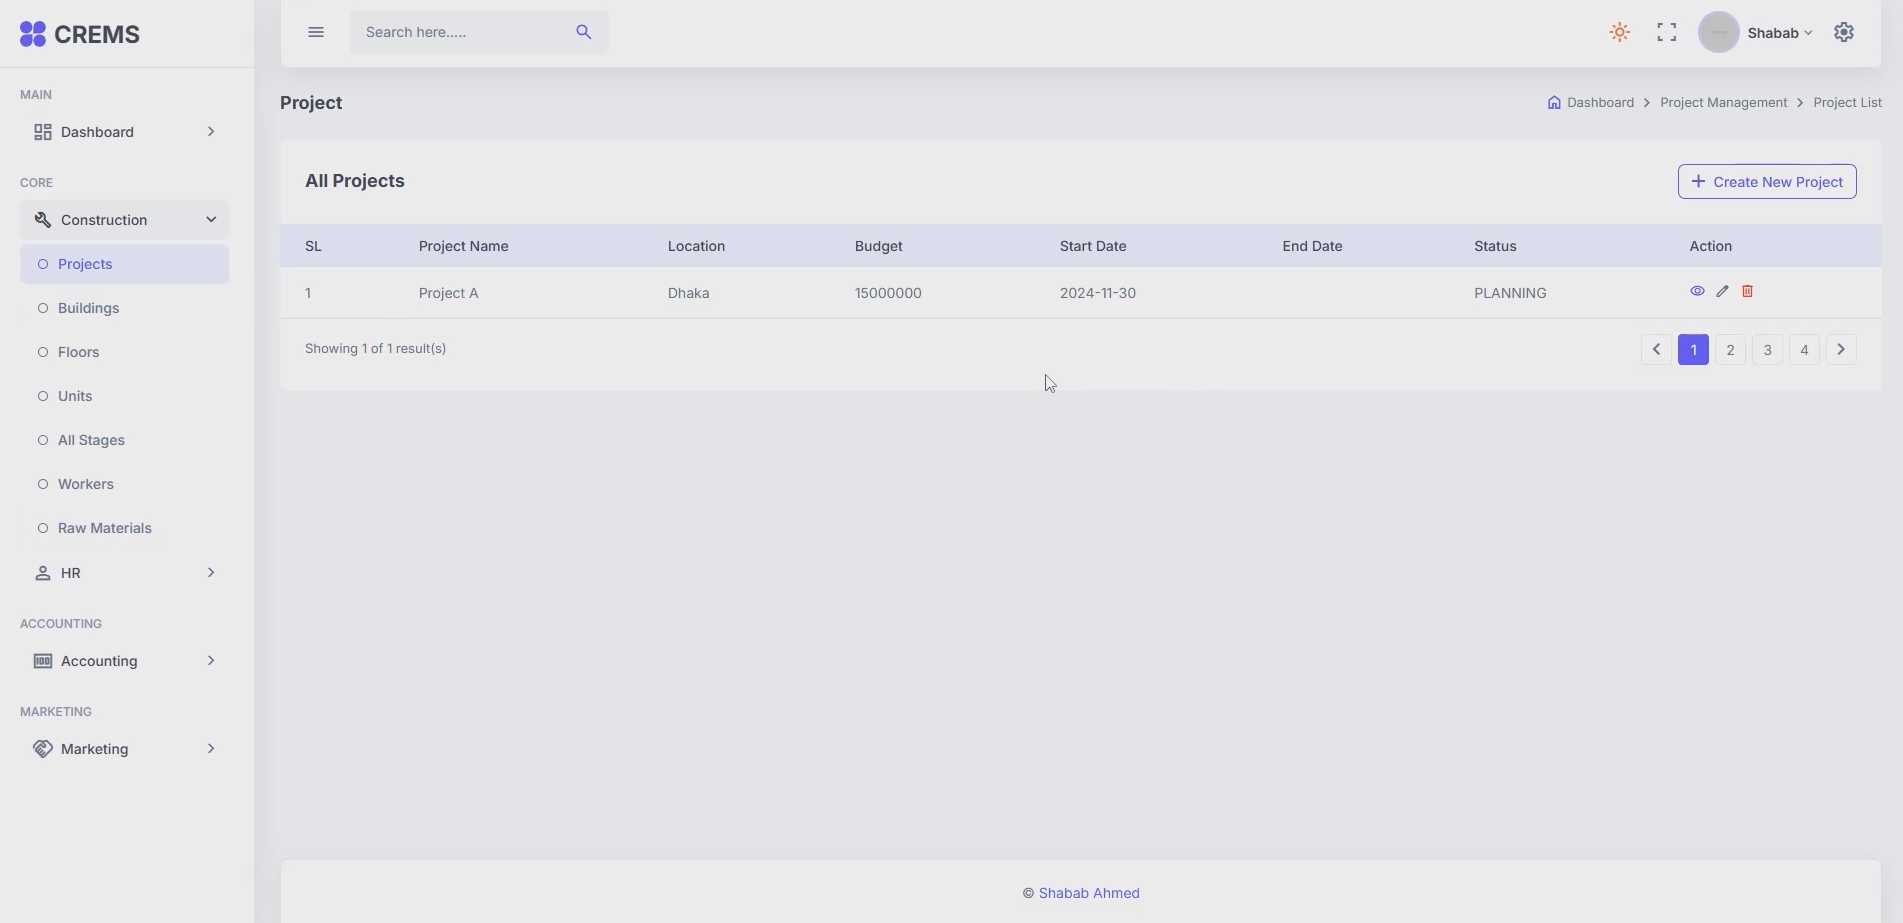 CREMS
Search here.....
Shabab
MAIN
Dashboard
CORE
Construction
Projects
Buildings
Floors
Units
All Stages
Workers
Raw Materials
HR
ACCOUNTING
Accounting
MARKETING
Marketing
Project
Dashboard > Project Management > Project List
All Projects
+ Create New Project
SL Project Name Location Budget Start Date End Date Status Action
1 Project A Dhaka 15000000 2024-11-30 PLANNING
Showing 1 of 1 result(s)
< 1 2 3 4 >
© Shabab Ahmed